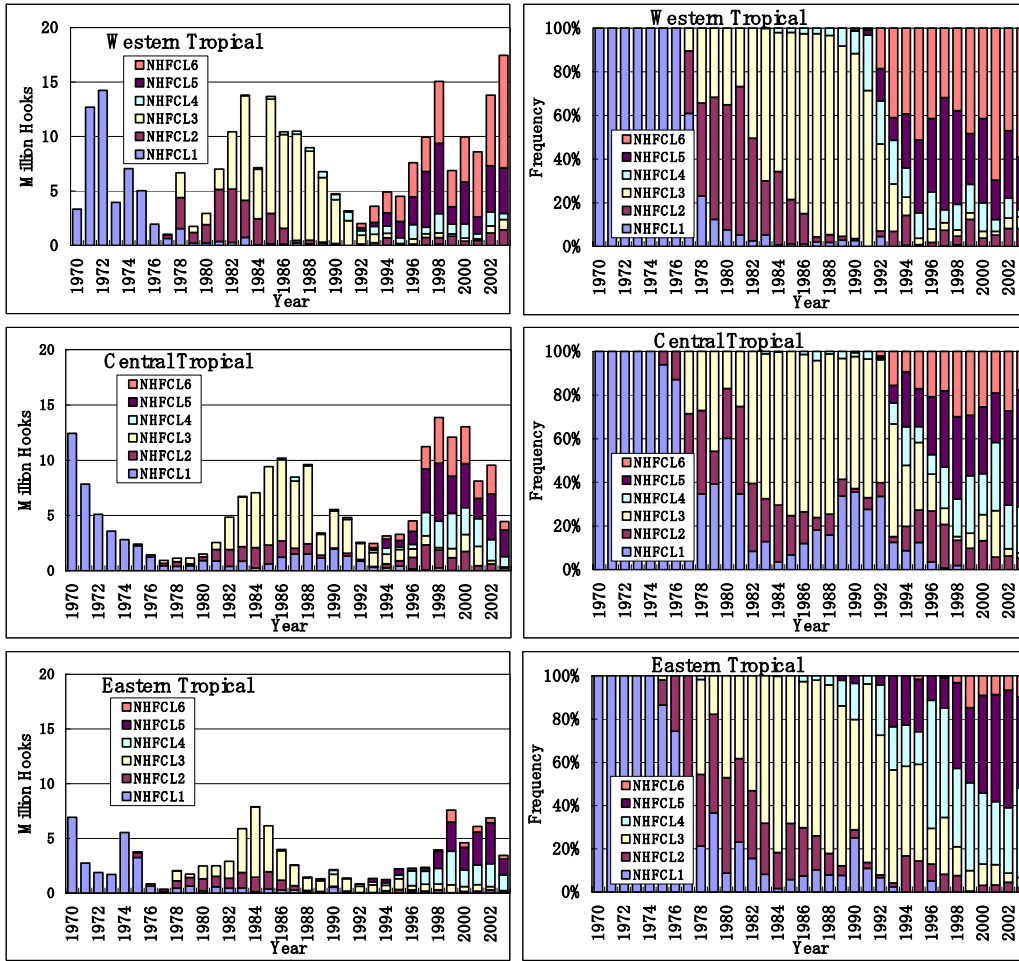 Western Tropical
20
15
10
5
0
Million Hooks
NHFCL6
NHFCL5
NHFCL4
NHFCL3
NHFCL2
NHFCL1
1970
1972
1974
1976
1978
1980
1982
1984
1986
1988
1990
1992
1994
1996
1998
2000
2002
Year
Western Tropical
100%
80%
60%
40%
20%
0%
Frequency
NHFCL6
NHFCL5
NHFCL4
NHFCL3
NHFCL2
NHFCL1
1970
1972
1974
1976
1978
1980
1982
1984
1986
1988
1990
1992
1994
1996
1998
2000
2002
Year
Central Tropical
20
15
10
5
0
Million Hooks
NHFCL6
NHFCL5
NHFCL4
NHFCL3
NHFCL2
NHFCL1
1970
1972
1974
1976
1978
1980
1982
1984
1986
1988
1990
1992
1994
1996
1998
2000
2002
Year
Central Tropical
100%
80%
60%
40%
20%
0%
Frequency
NHFCL6
NHFCL5
NHFCL4
NHFCL3
NHFCL2
NHFCL1
1970
1972
1974
1976
1978
1980
1982
1984
1986
1988
1990
1992
1994
1996
1998
2000
2002
Year
Eastern Tropical
20
15
10
5
0
Million Hooks
NHFCL6
NHFCL5
NHFCL4
NHFCL3
NHFCL2
NHFCL1
1970
1972
1974
1976
1978
1980
1982
1984
1986
1988
1990
1992
1994
1996
1998
2000
2002
Year
Eastern Tropical
100%
80%
60%
40%
20%
0%
Frequency
NHFCL6
NHFCL5
NHFCL4
NHFCL3
NHFCL2
NHFCL1
1970
1972
1974
1976
1978
1980
1982
1984
1986
1988
1990
1992
1994
1996
1998
2000
2002
Year